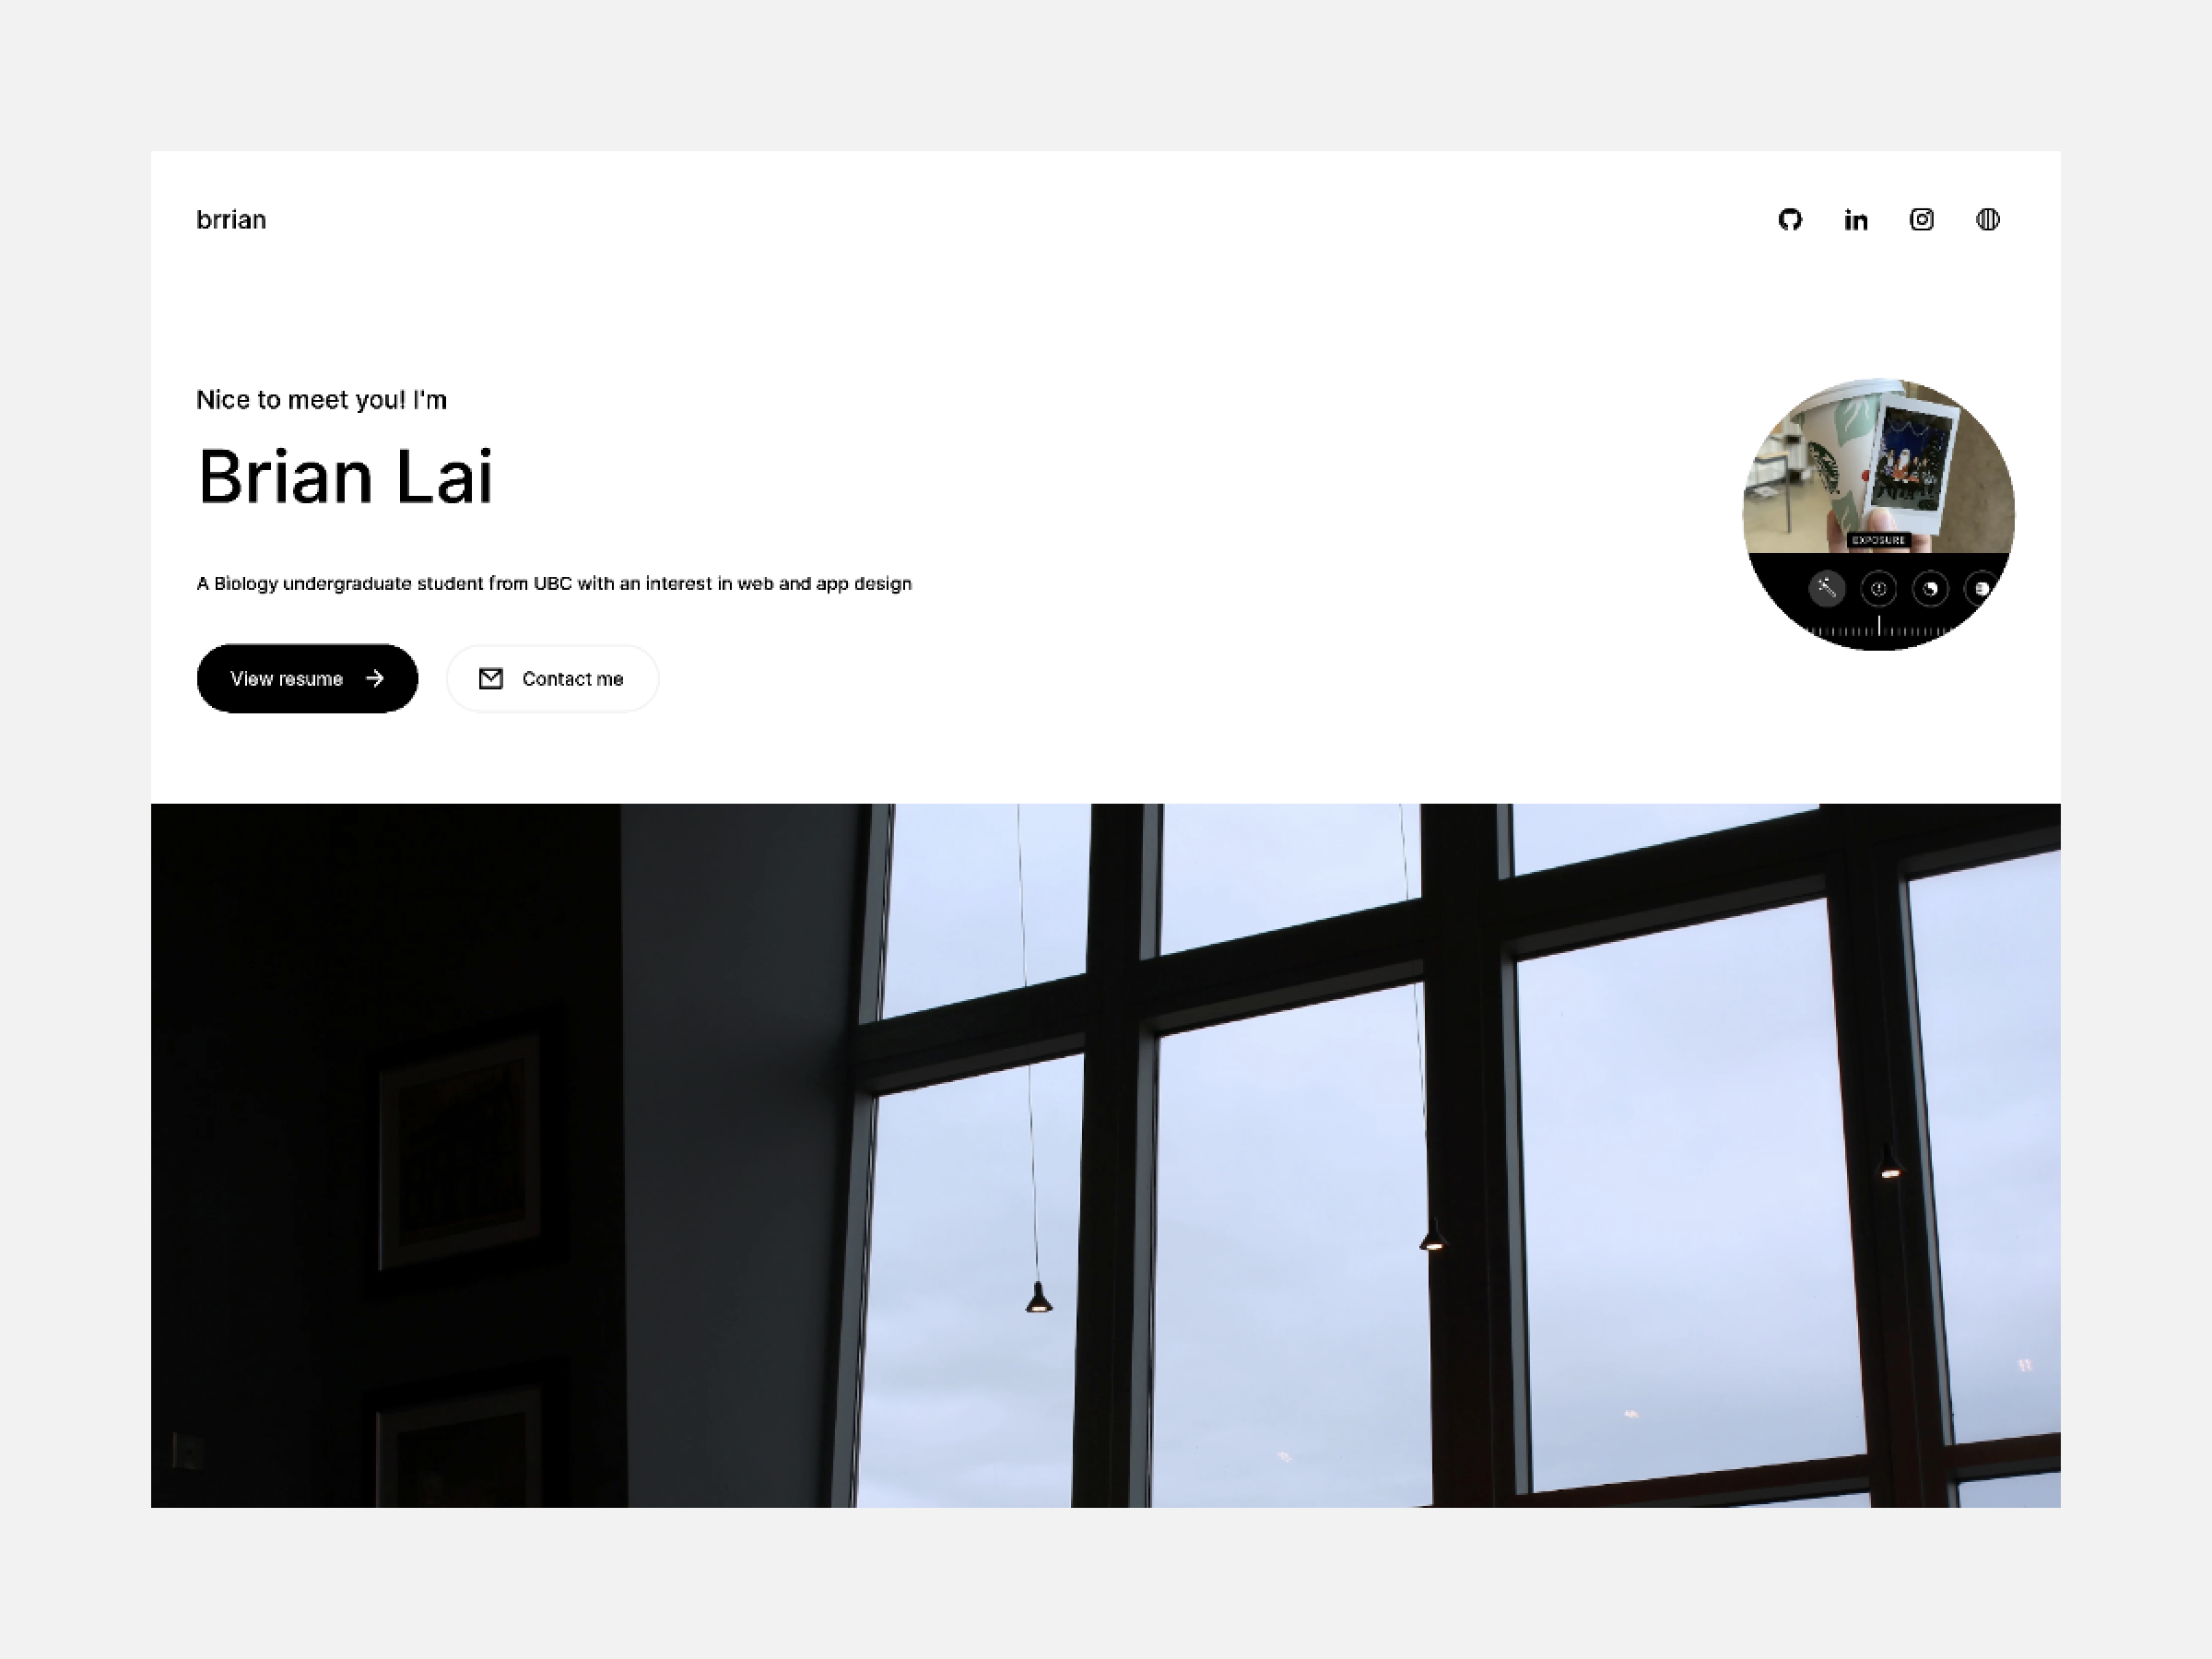 brrian
Nice to meet you! I'm
Brian Lai
A Biology undergraduate student from UBC with an interest in web and app design
EXPOSURE
View resume
Contact me